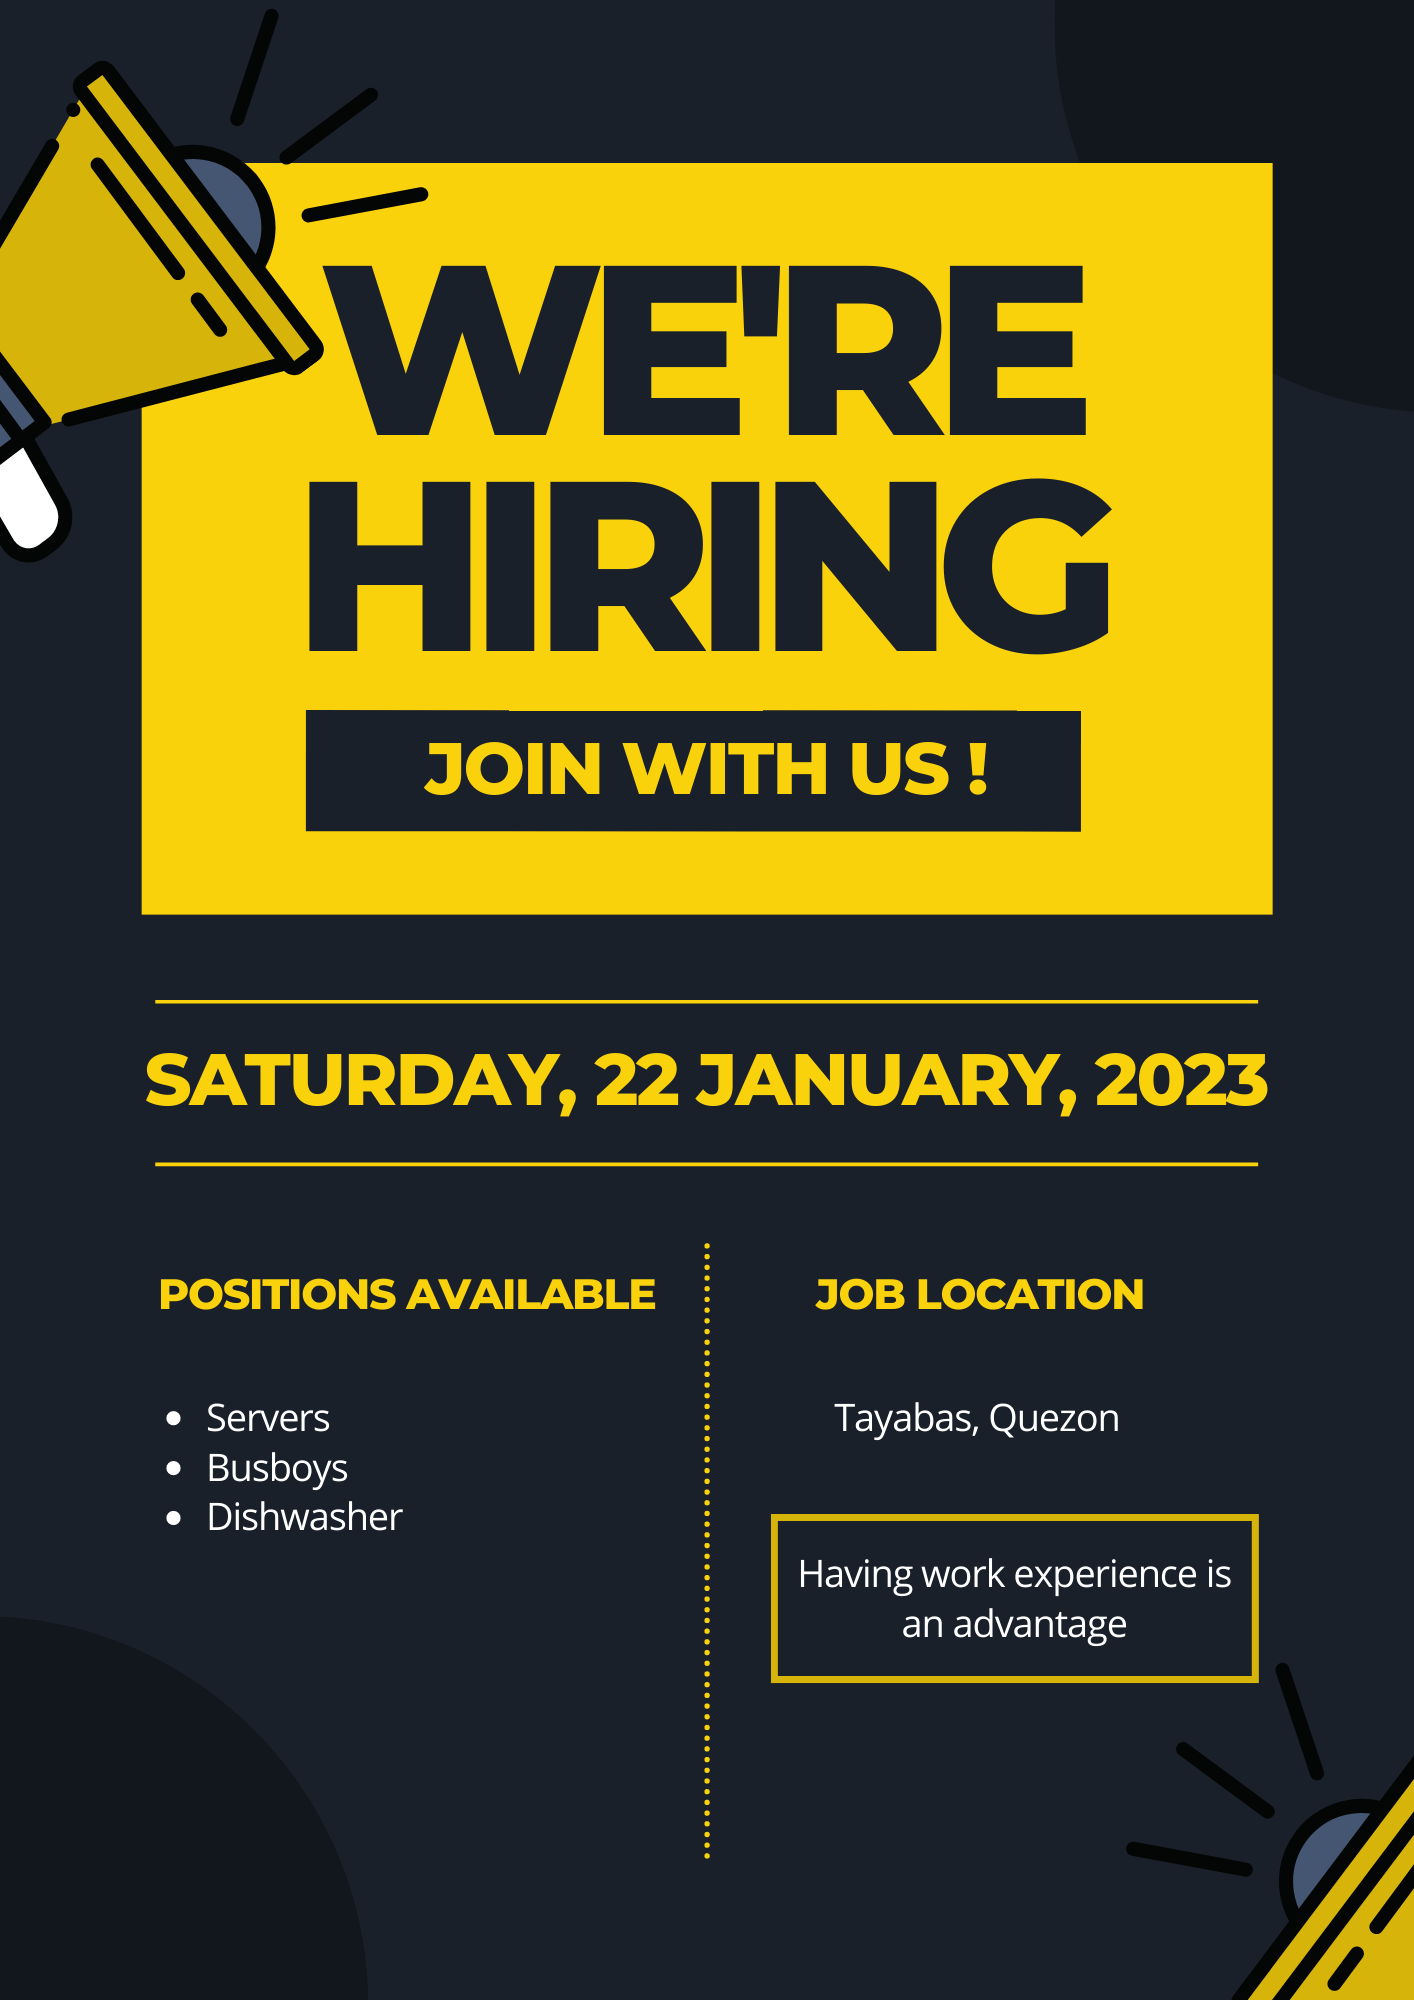 WE'RE
HIRING
JOIN WITH US !
SATURDAY, 22 JANUARY, 2023
POSITIONS AVAILABLE
• Servers
• Busboys
• Dishwasher
JOB LOCATION
Tayabas, Quezon
Having work experience is
an advantage